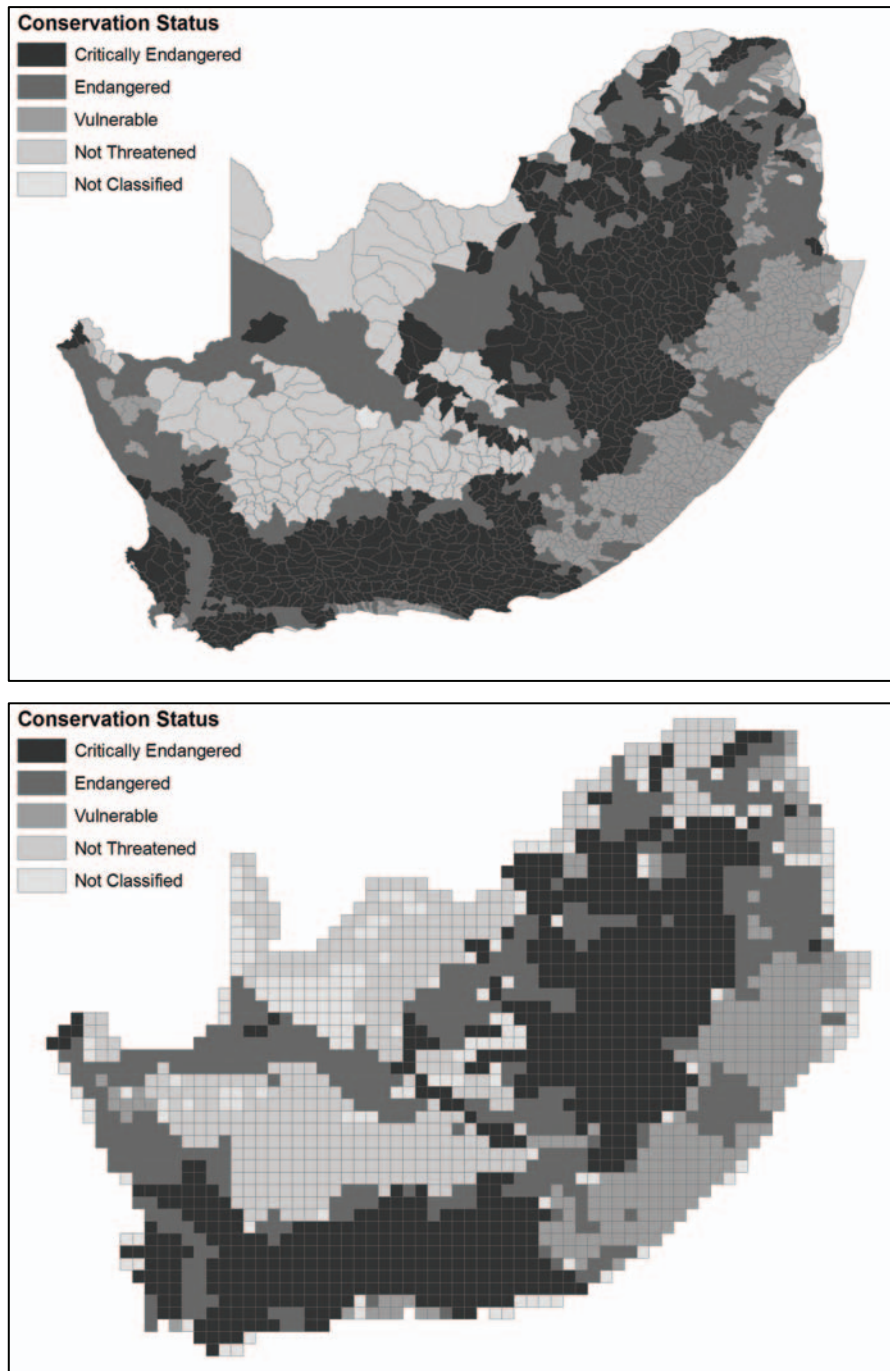 Conservation Status
Critically Endangered
Endangered
Vulnerable
Not Threatened
Not Classified
Conservation Status
Critically Endangered
Endangered
Vulnerable
Not Threatened
Not Classified